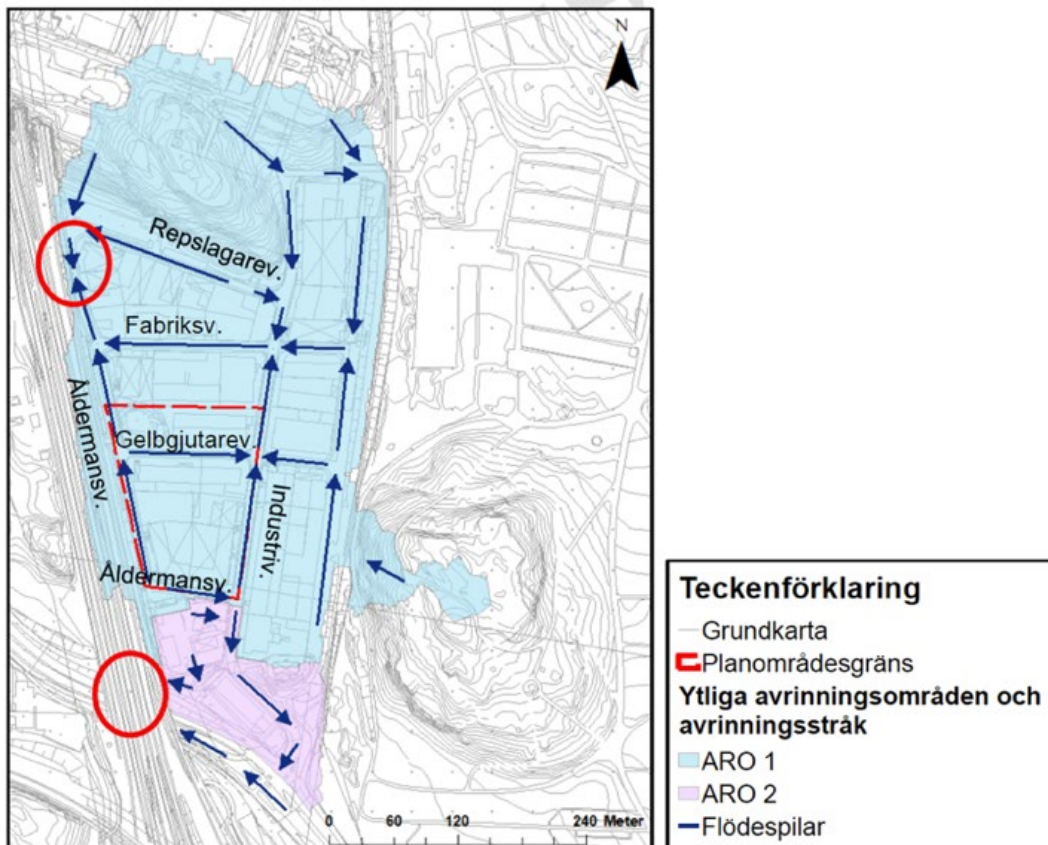 N
Repslagarev.
Fabriksv.
Åldermansv.
Gelbgjutarev.
Industriv.
Åldermansv.
0 60 120 240 Meter
Teckenförklaring
Grundkarta
Planområdesgräns
Ytliga avrinningsområden och
avrinningsstråk
ARO 1
ARO 2
Flödespilar